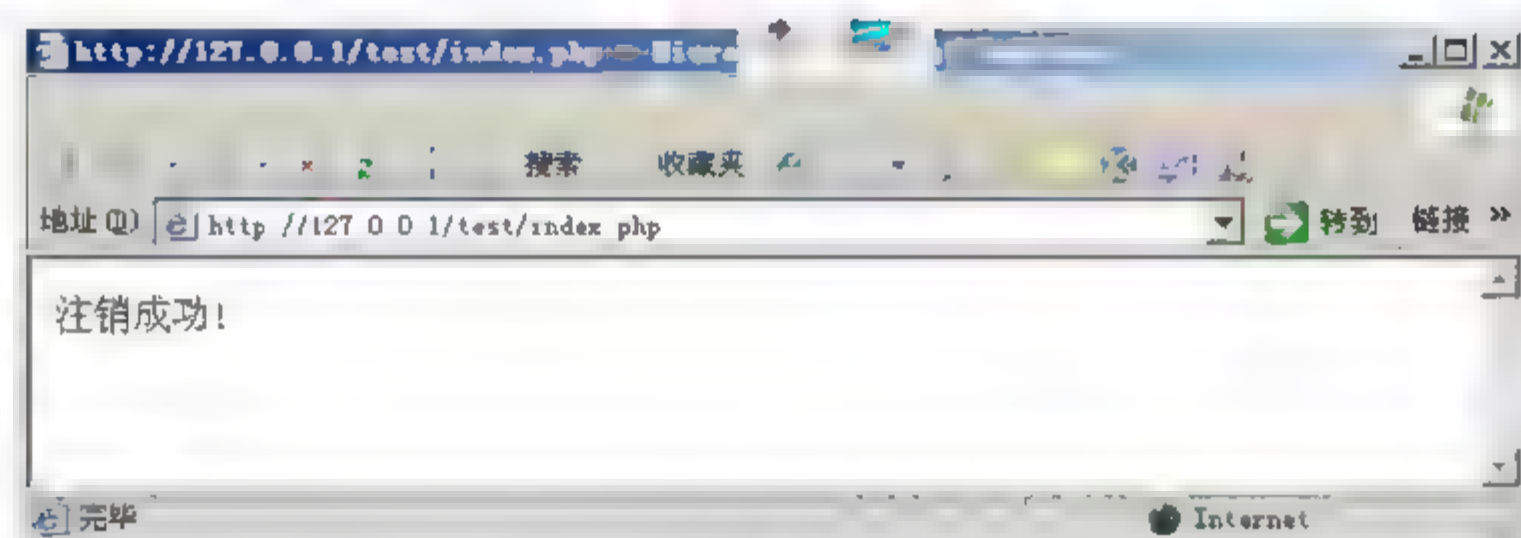 http://127.0.0.1/test/index.php - Micro
搜索 收藏夹
地址(D) http //127 0 0 1/test/index php 转到 链接 »
注销成功!
完毕 Internet